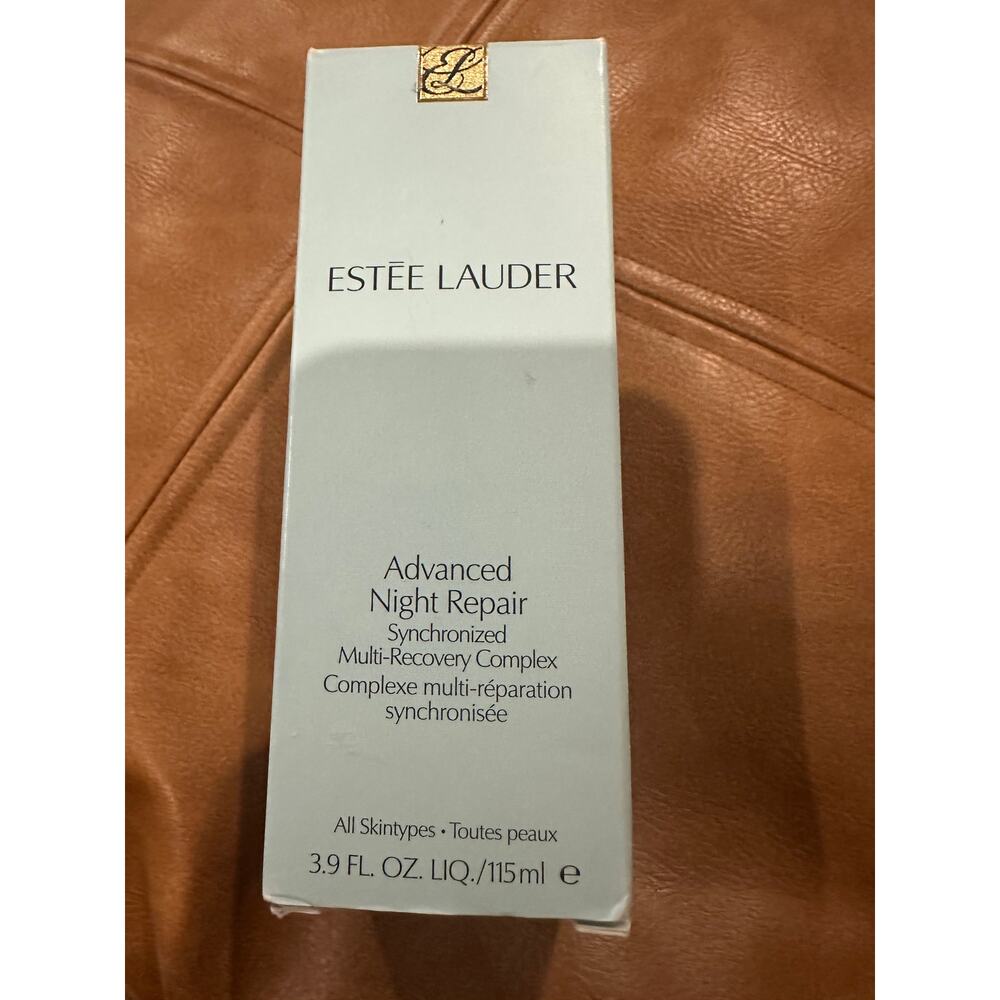 EL
ESTĒE LAUDER
Advanced
Night Repair
Synchronized
Multi-Recovery Complex
Complexe multi-réparation
synchronisée
All Skintypes • Toutes peaux
3.9 FL. OZ. LIQ./115ml ℮